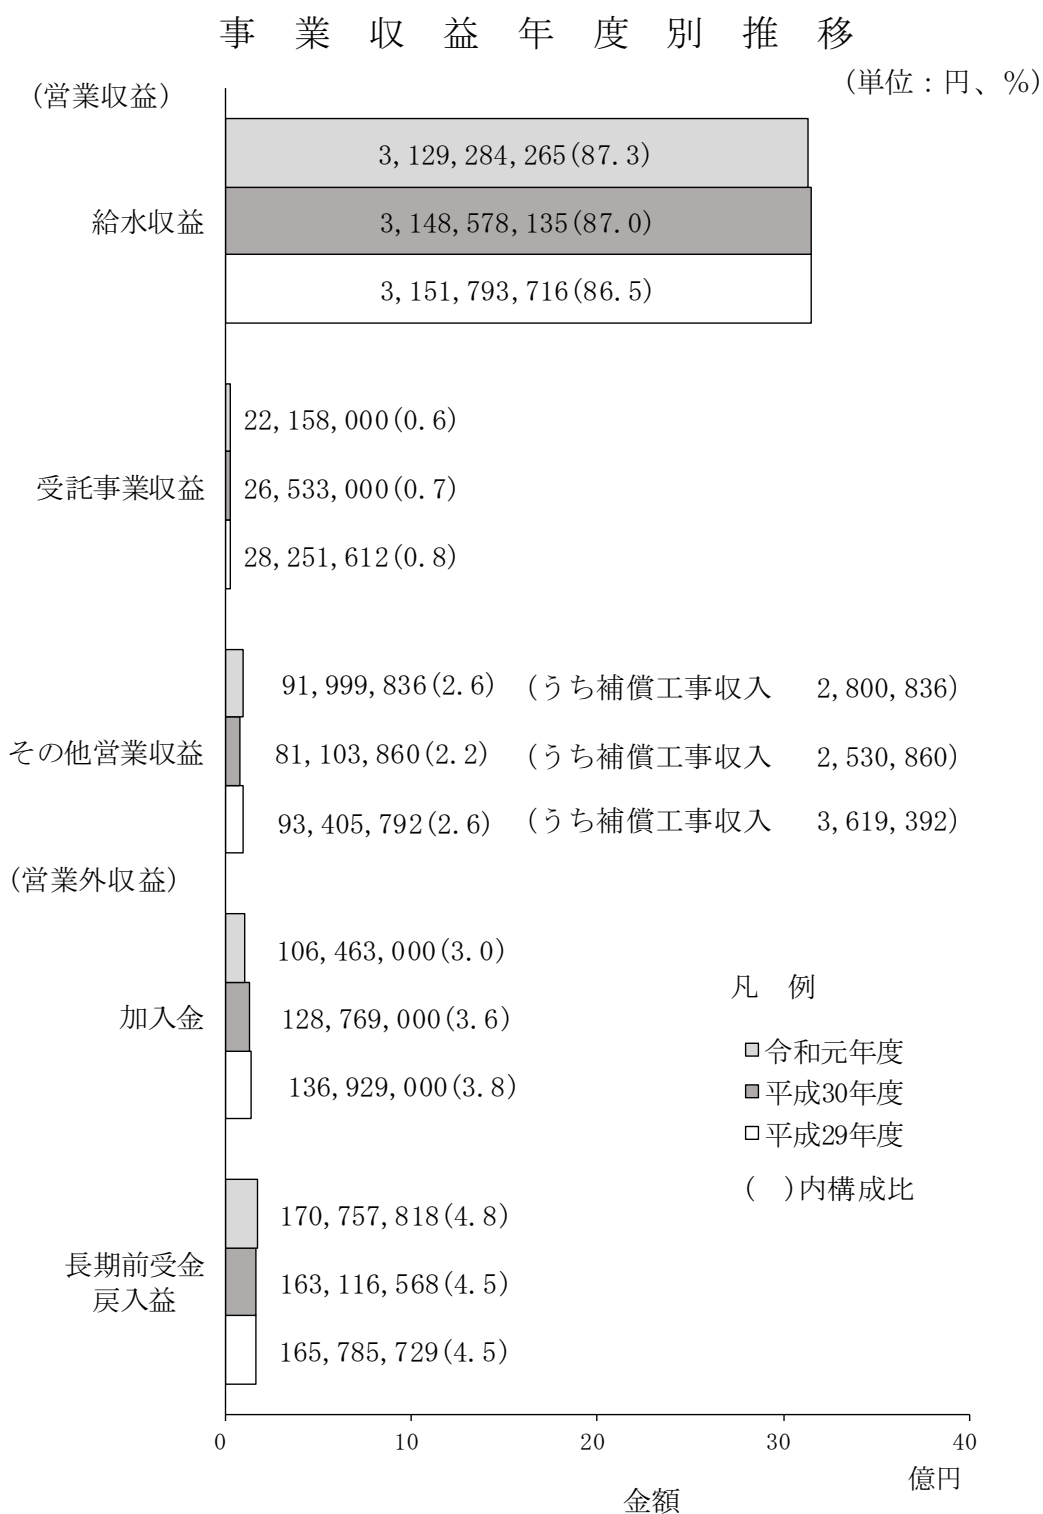 事業収益年度別推移
(単位：円、%)
(営業収益)
給水収益
3,129,284,265(87.3)
3,148,578,135(87.0)
3,151,793,716(86.5)
受託事業収益
22,158,000(0.6)
26,533,000(0.7)
28,251,612(0.8)
その他営業収益
91,999,836(2.6) (うち補償工事収入 2,800,836)
81,103,860(2.2) (うち補償工事収入 2,530,860)
93,405,792(2.6) (うち補償工事収入 3,619,392)
(営業外収益)
加入金
106,463,000(3.0)
128,769,000(3.6)
136,929,000(3.8)
凡 例
令和元年度
平成30年度
平成29年度
( )内構成比
長期前受金
戻入益
170,757,818(4.8)
163,116,568(4.5)
165,785,729(4.5)
0 10 20 30 40
億円
金額